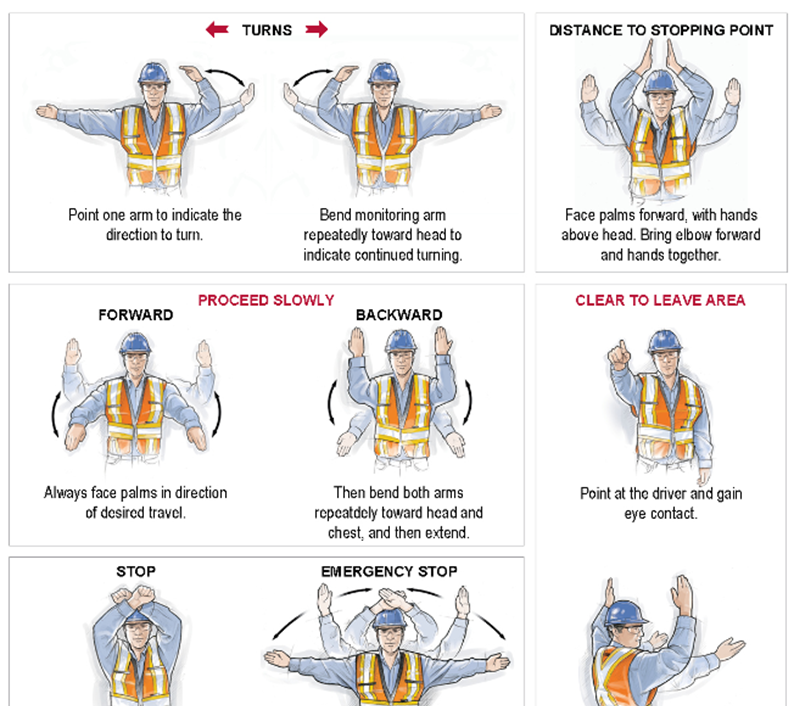 TURNS
Point one arm to indicate the
direction to turn.
Bend monitoring arm
repeatedly toward head to
indicate continued turning.
DISTANCE TO STOPPING POINT
Face palms forward, with hands
above head. Bring elbow forward
and hands together.
PROCEED SLOWLY
FORWARD
Always face palms in direction
of desired travel.
BACKWARD
Then bend both arms
repeatdely toward head and
chest, and then extend.
CLEAR TO LEAVE AREA
Point at the driver and gain
eye contact.
STOP
EMERGENCY STOP